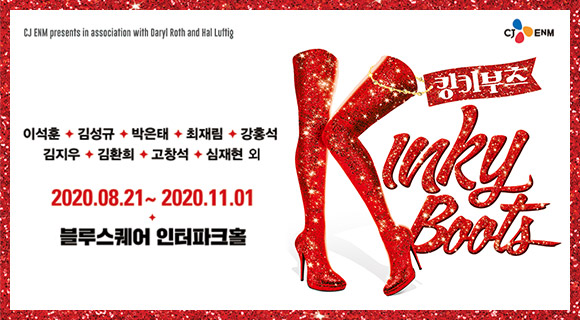 CJ ENM presents in association with Daryl Roth and Hal Luftig
CJ ENM
킹키부츠
Kinky
Boots
이석훈 ✦ 김성규 ✦ 박은태 ✦ 최재림 ✦ 강홍석
김지우 ✦ 김환희 ✦ 고창석 ✦ 심재현 외
2020.08.21~ 2020.11.01
블루스퀘어 인터파크홀